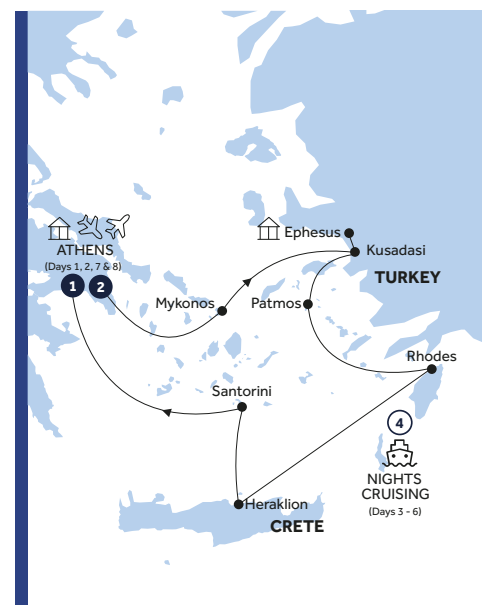 Ephesus
ATHENS
(Days 1, 2, 7 & 8)
Kusadasi
1
2
TURKEY
Mykonos
Patmos
Rhodes
Santorini
4
NIGHTS
CRUISING
(Days 3 - 6)
Heraklion
CRETE